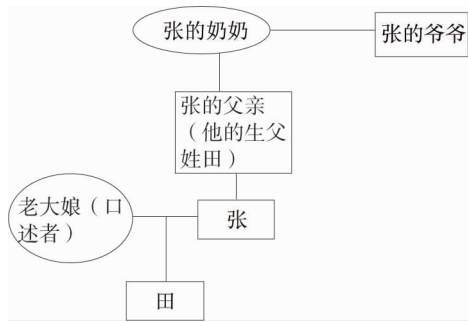 张的奶奶
张的爷爷
张的父亲
（他的生父
姓田）
老大娘（口
述者）
张
田